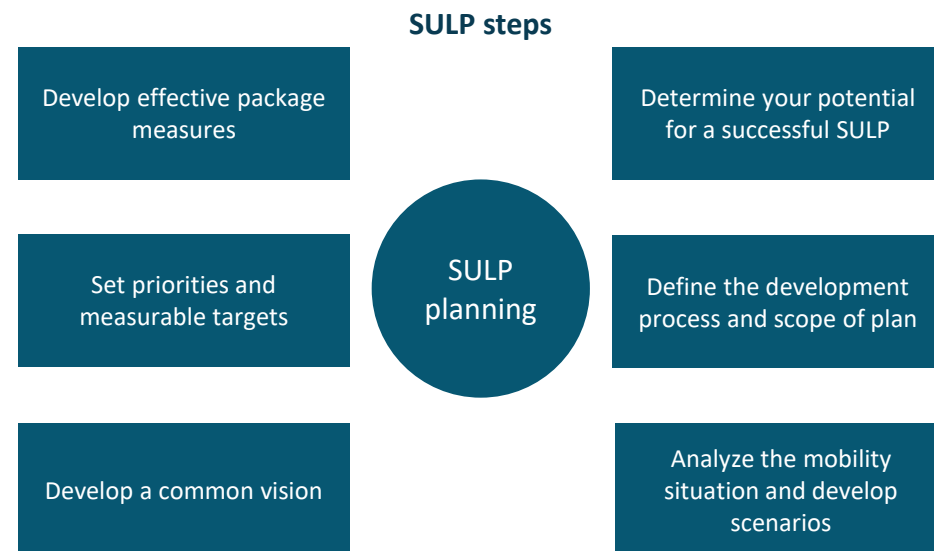 SULP steps
Develop effective package
measures
Determine your potential
for a successful SULP
Set priorities and
measurable targets
SULP
planning
Define the development
process and scope of plan
Develop a common vision
Analyze the mobility
situation and develop
scenarios